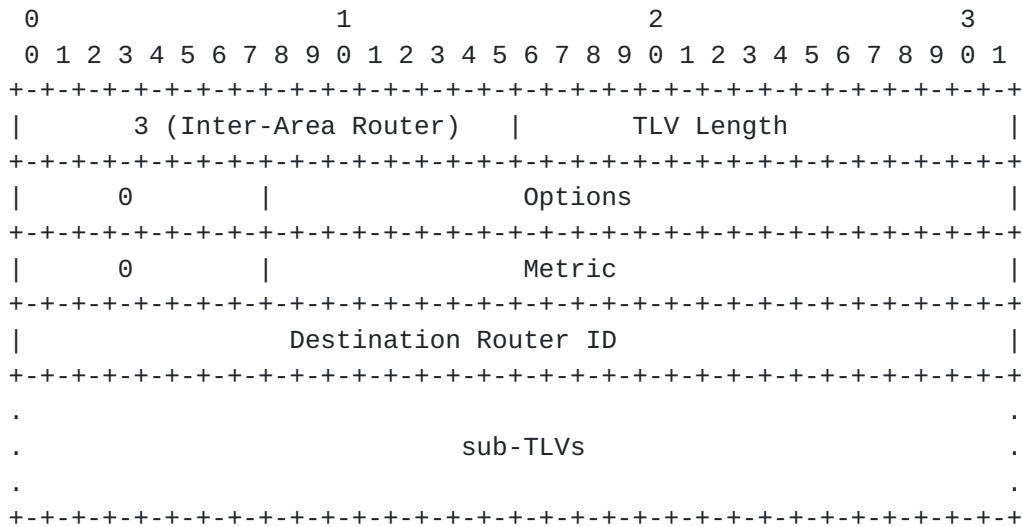 0                   1                   2                   3
 0 1 2 3 4 5 6 7 8 9 0 1 2 3 4 5 6 7 8 9 0 1 2 3 4 5 6 7 8 9 0 1
+-+-+-+-+-+-+-+-+-+-+-+-+-+-+-+-+-+-+-+-+-+-+-+-+-+-+-+-+-+-+-+-+
|       3 (Inter-Area Router)   |       TLV Length              |
+-+-+-+-+-+-+-+-+-+-+-+-+-+-+-+-+-+-+-+-+-+-+-+-+-+-+-+-+-+-+-+-+
|      0        |                Options                        |
+-+-+-+-+-+-+-+-+-+-+-+-+-+-+-+-+-+-+-+-+-+-+-+-+-+-+-+-+-+-+-+-+
|      0        |                Metric                         |
+-+-+-+-+-+-+-+-+-+-+-+-+-+-+-+-+-+-+-+-+-+-+-+-+-+-+-+-+-+-+-+-+
|                 Destination Router ID                         |
+-+-+-+-+-+-+-+-+-+-+-+-+-+-+-+-+-+-+-+-+-+-+-+-+-+-+-+-+-+-+-+-+
.                                                               .
.                            sub-TLVs                           .
.                                                               .
+-+-+-+-+-+-+-+-+-+-+-+-+-+-+-+-+-+-+-+-+-+-+-+-+-+-+-+-+-+-+-+-+